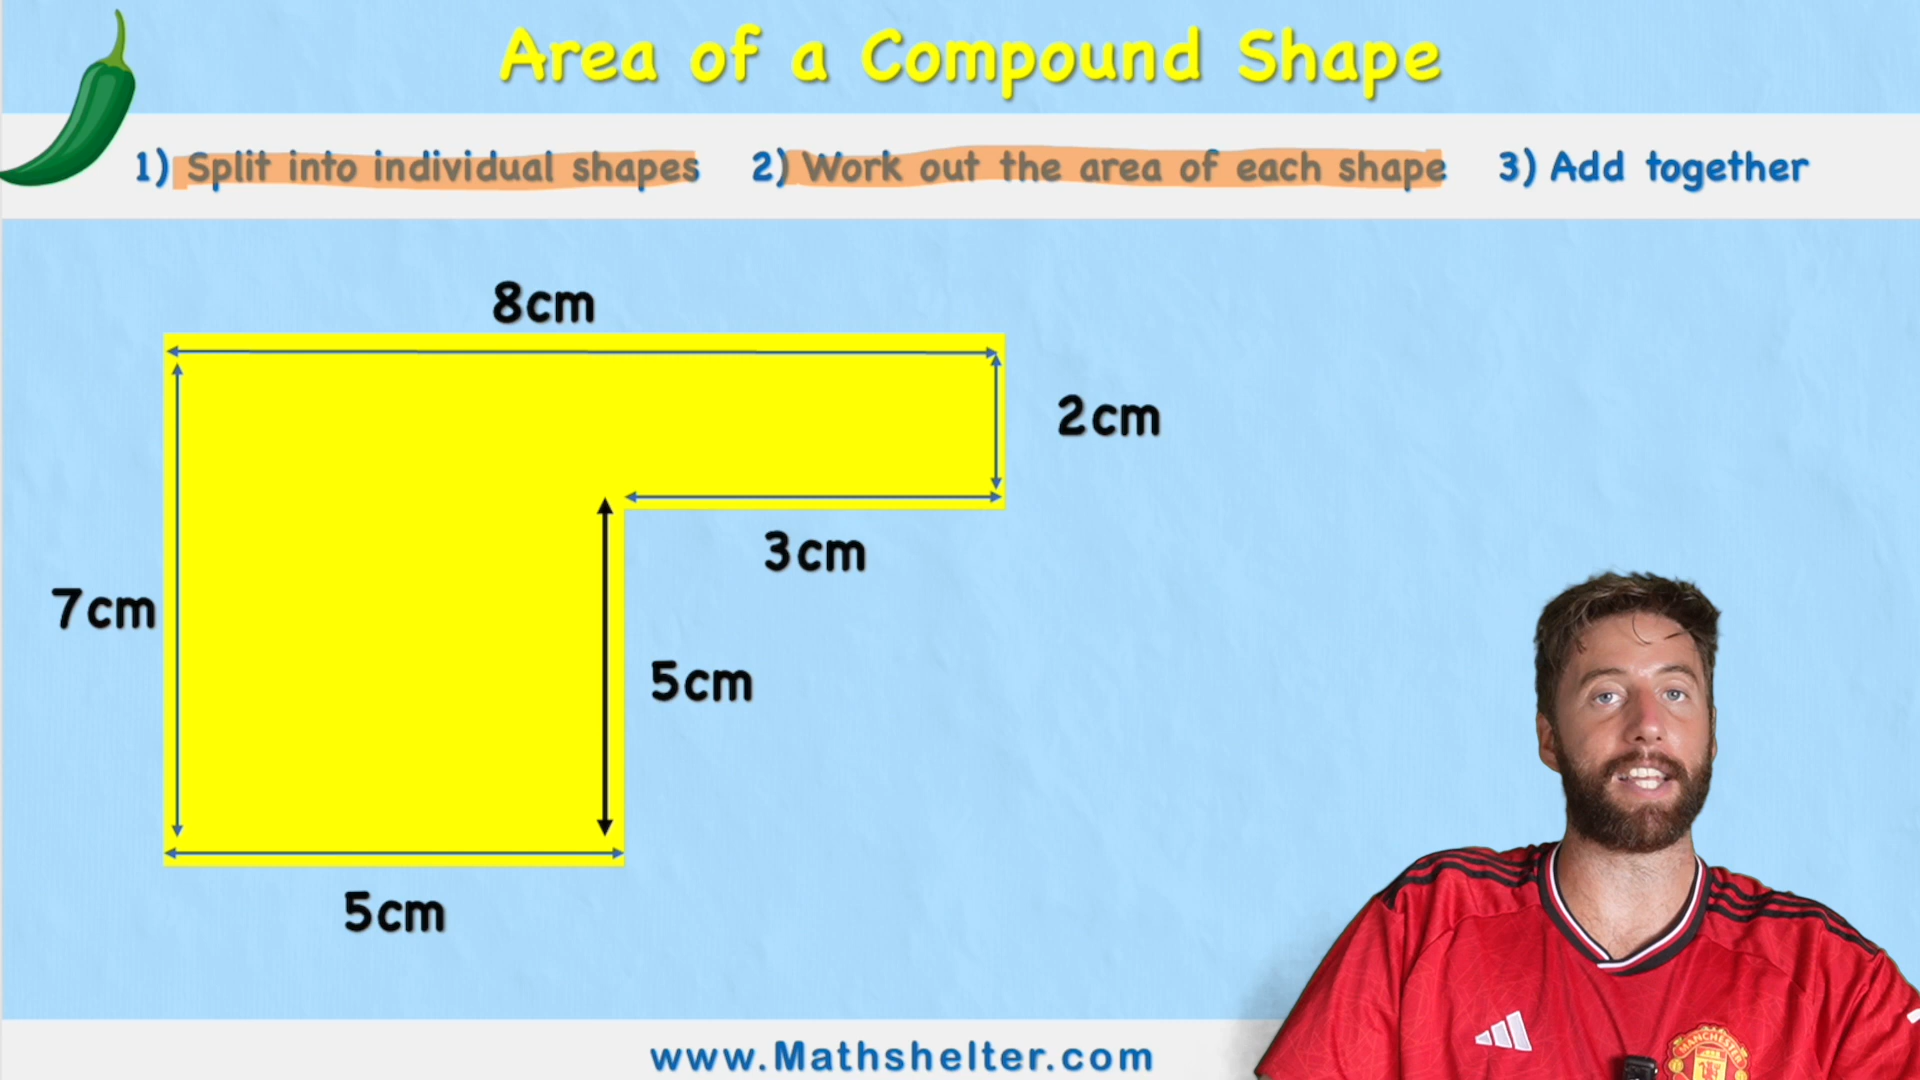 Area of a Compound Shape
1) Split into individual shapes 2) Work out the area of each shape 3) Add together
8cm
2cm
3cm
7cm
5cm
5cm
www.Mathshelter.com
MANCHESTER